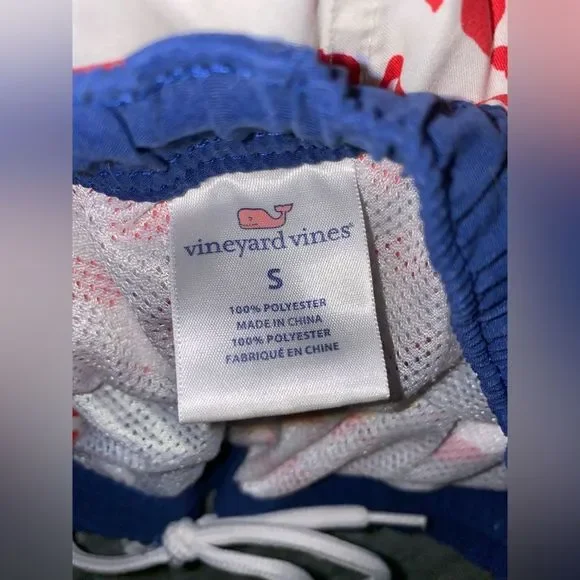 vineyard vines®
S
100% POLYESTER
MADE IN CHINA
100% POLYESTER
FABRIQUÉ EN CHINE